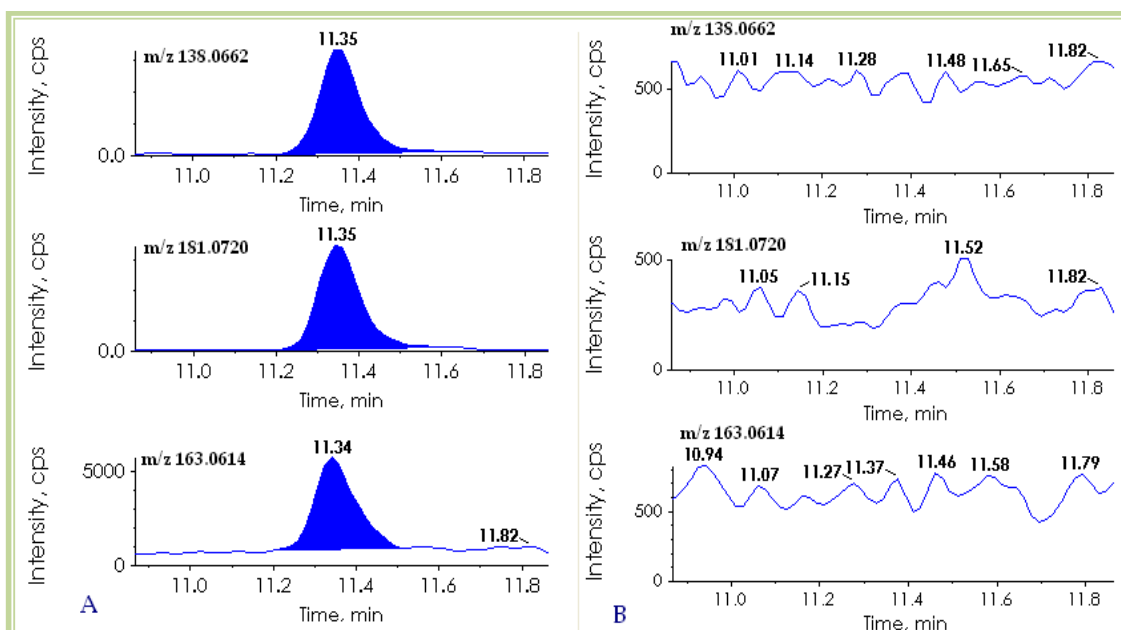 m/z 138.0662
11.35
Intensity, cps
0.0
11.0 11.2 11.4 11.6 11.8
Time, min
m/z 181.0720
11.35
Intensity, cps
0.0
11.0 11.2 11.4 11.6 11.8
Time, min
m/z 163.0614
11.34
Intensity, cps
5000
11.82
0
11.0 11.2 11.4 11.6 11.8
Time, min
A
m/z 138.0662
11.01 11.14 11.28 11.48 11.65 11.82
Intensity, cps
500
0
11.0 11.2 11.4 11.6 11.8
Time, min
m/z 181.0720
11.52
500
11.05 11.15 11.82
Intensity, cps
0
11.0 11.2 11.4 11.6 11.8
Time, min
m/z 163.0614
10.94 11.07 11.27 11.37 11.46 11.58 11.79
Intensity, cps
500
0
11.0 11.2 11.4 11.6 11.8
Time, min
B